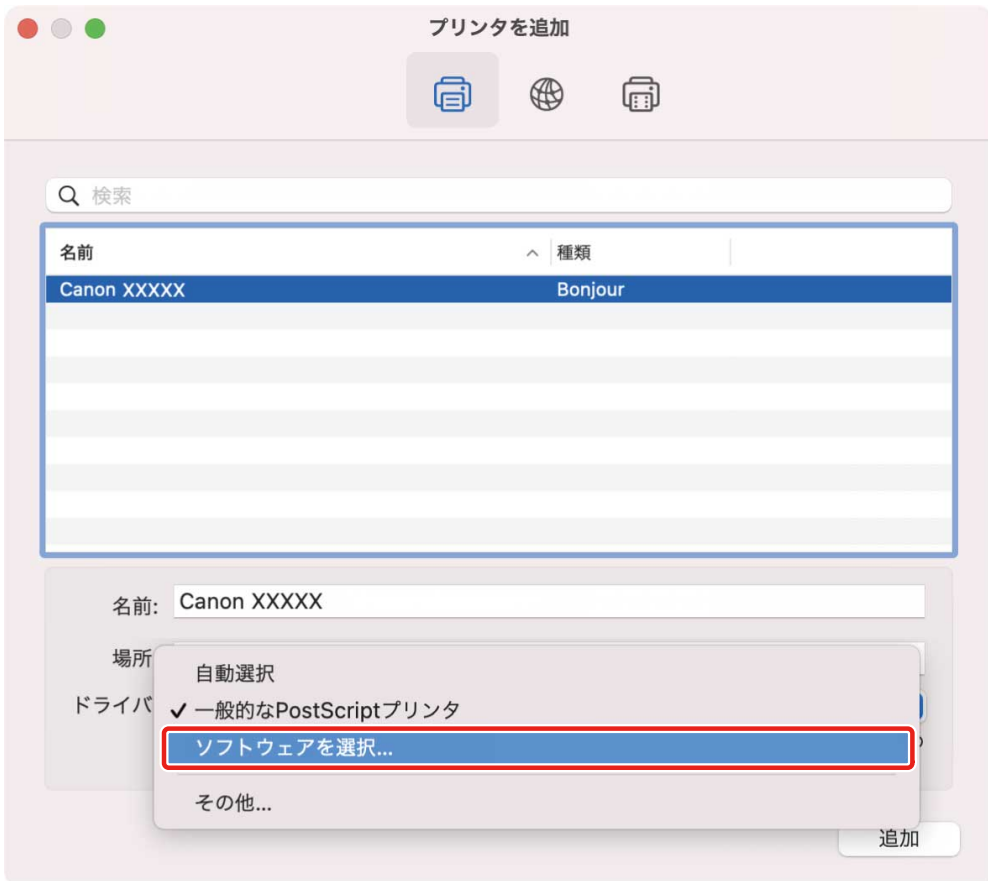 プリンタを追加
検索
名前 種類
Canon XXXXX Bonjour
名前: Canon XXXXX
場所
自動選択
ドライバ
✓ 一般的なPostScriptプリンタ
ソフトウェアを選択...
その他...
追加